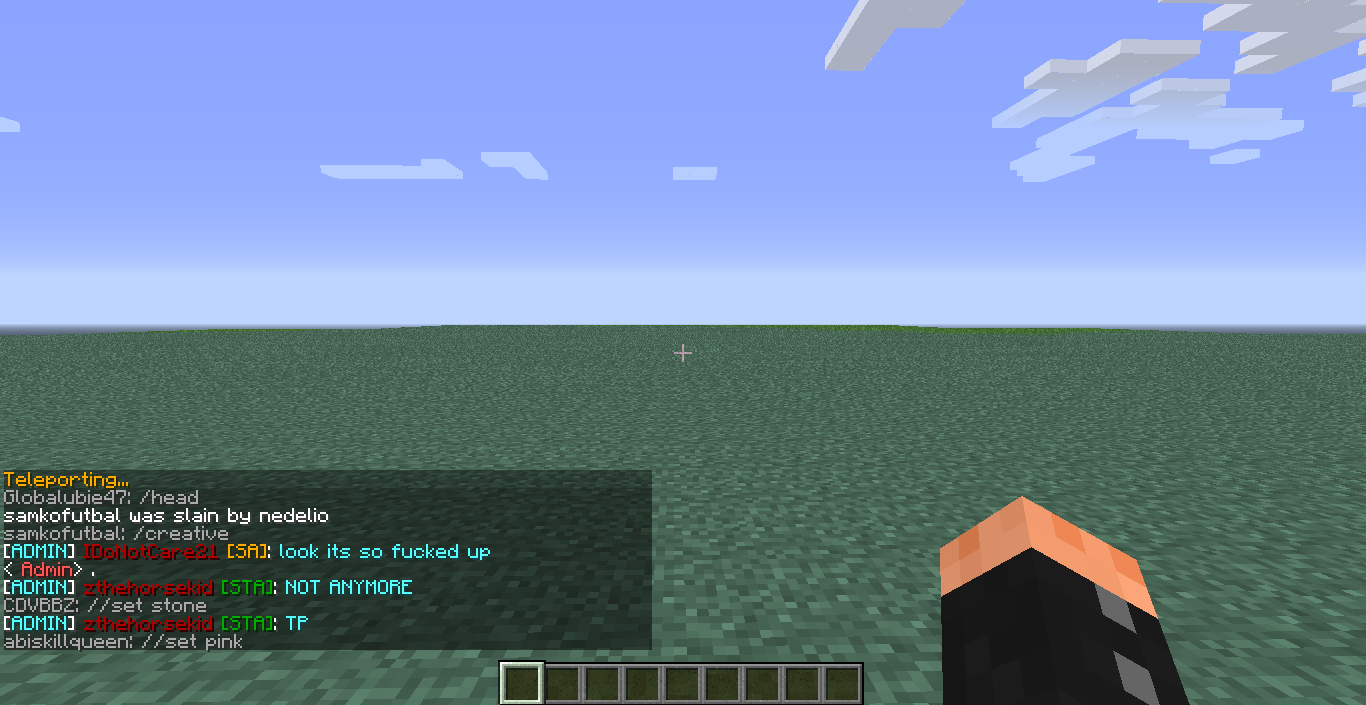 Teleporting...
Globalubie47: /head
samkofutbal was slain by nedelio
samkofutbal: /creative
[ADMIN] IDoNotCare21 [SA]: look its so fucked up
< Admin> .
[ADMIN] zthehorsekid [STA]: NOT ANYMORE
CDVBBZ: //set stone
[ADMIN] zthehorsekid [STA]: TP
abiskillqueen: //set pink